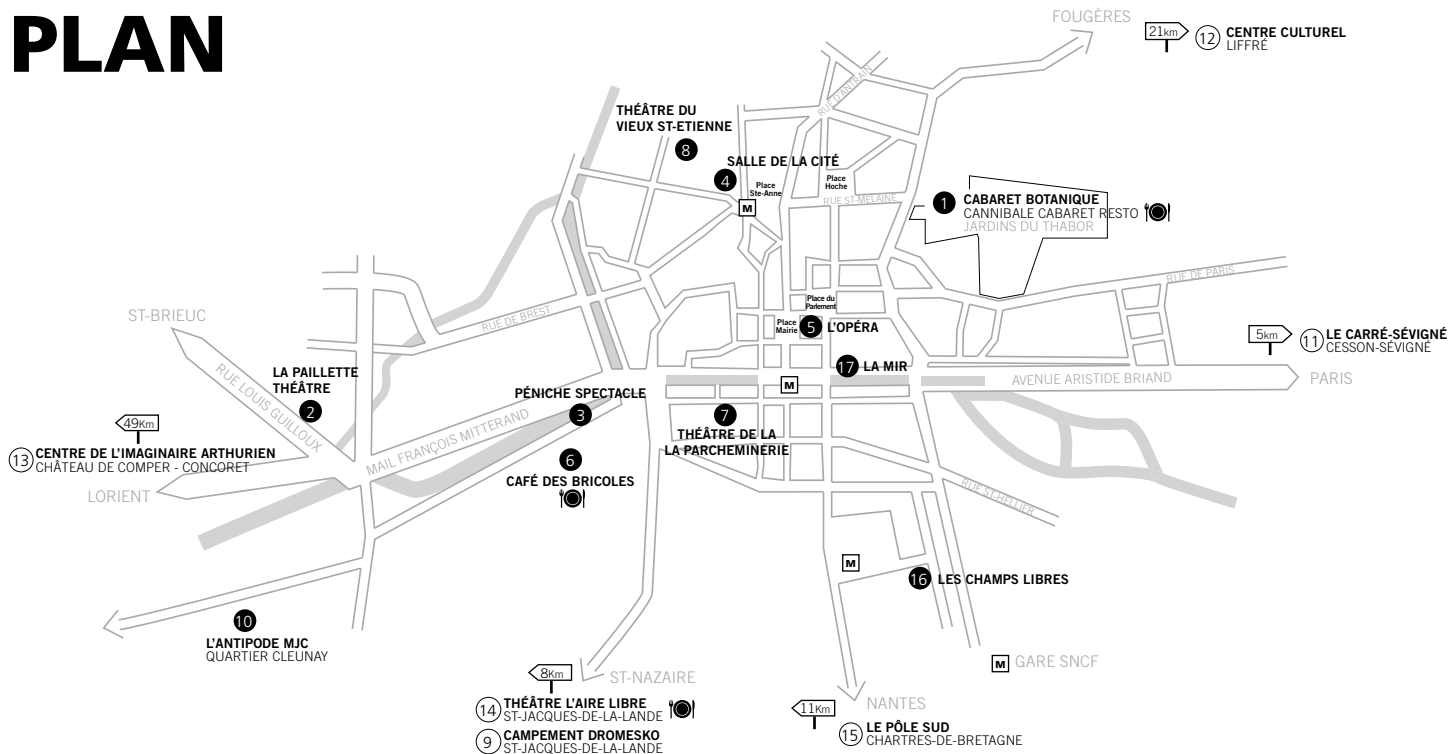 PLAN
FOUGÈRES
21km
12 CENTRE CULTUREL
LIFFRÉ
RUE D'ANTRAIN
THÉÂTRE DU
VIEUX ST-ETIENNE
8
SALLE DE LA CITÉ
4
Place
Ste-Anne
Place
Hoche
M
RUE ST-MELAINE
1 CABARET BOTANIQUE
CANNIBALE CABARET RESTO
JARDINS DU THABOR
RUE DE PARIS
ST-BRIEUC
RUE DE BREST
Place du
Parlement
Place
Mairie
5 L'OPÉRA
5km
11 LE CARRÉ-SÉVIGNÉ
CESSON-SÉVIGNÉ
RUE LOUIS GUILLOUX
LA PAILLETTE
THÉÂTRE
2
17 LA MIR
M
AVENUE ARISTIDE BRIAND
PARIS
PÉNICHE SPECTACLE
3
7
THÉÂTRE DE LA
LA PARCHEMINERIE
49Km
13 CENTRE DE L'IMAGINAIRE ARTHURIEN
CHÂTEAU DE COMPER - CONCORET
MAIL FRANÇOIS MITTERAND
LORIENT
6
CAFÉ DES BRICOLES
RUE ST-HELLIER
M
16 LES CHAMPS LIBRES
10
L'ANTIPODE MJC
QUARTIER CLEUNAY
M GARE SNCF
8Km
ST-NAZAIRE
14 THÉÂTRE L'AIRE LIBRE
ST-JACQUES-DE-LA-LANDE
9 CAMPEMENT DROMESKO
ST-JACQUES-DE-LA-LANDE
11Km
NANTES
15 LE PÔLE SUD
CHARTRES-DE-BRETAGNE